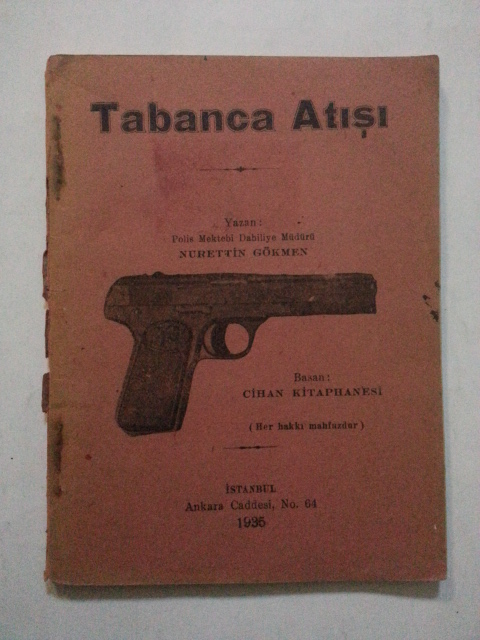 Tabanca Atışı
Yazan:
Polis Mektebi Dahiliye Müdürü
NURETTİN GÖKMEN
Basan:
CİHAN KİTAPHANESİ
(Her hakkı mahfuzdur)
İSTANBUL
Ankara Caddesi, No. 64
1935